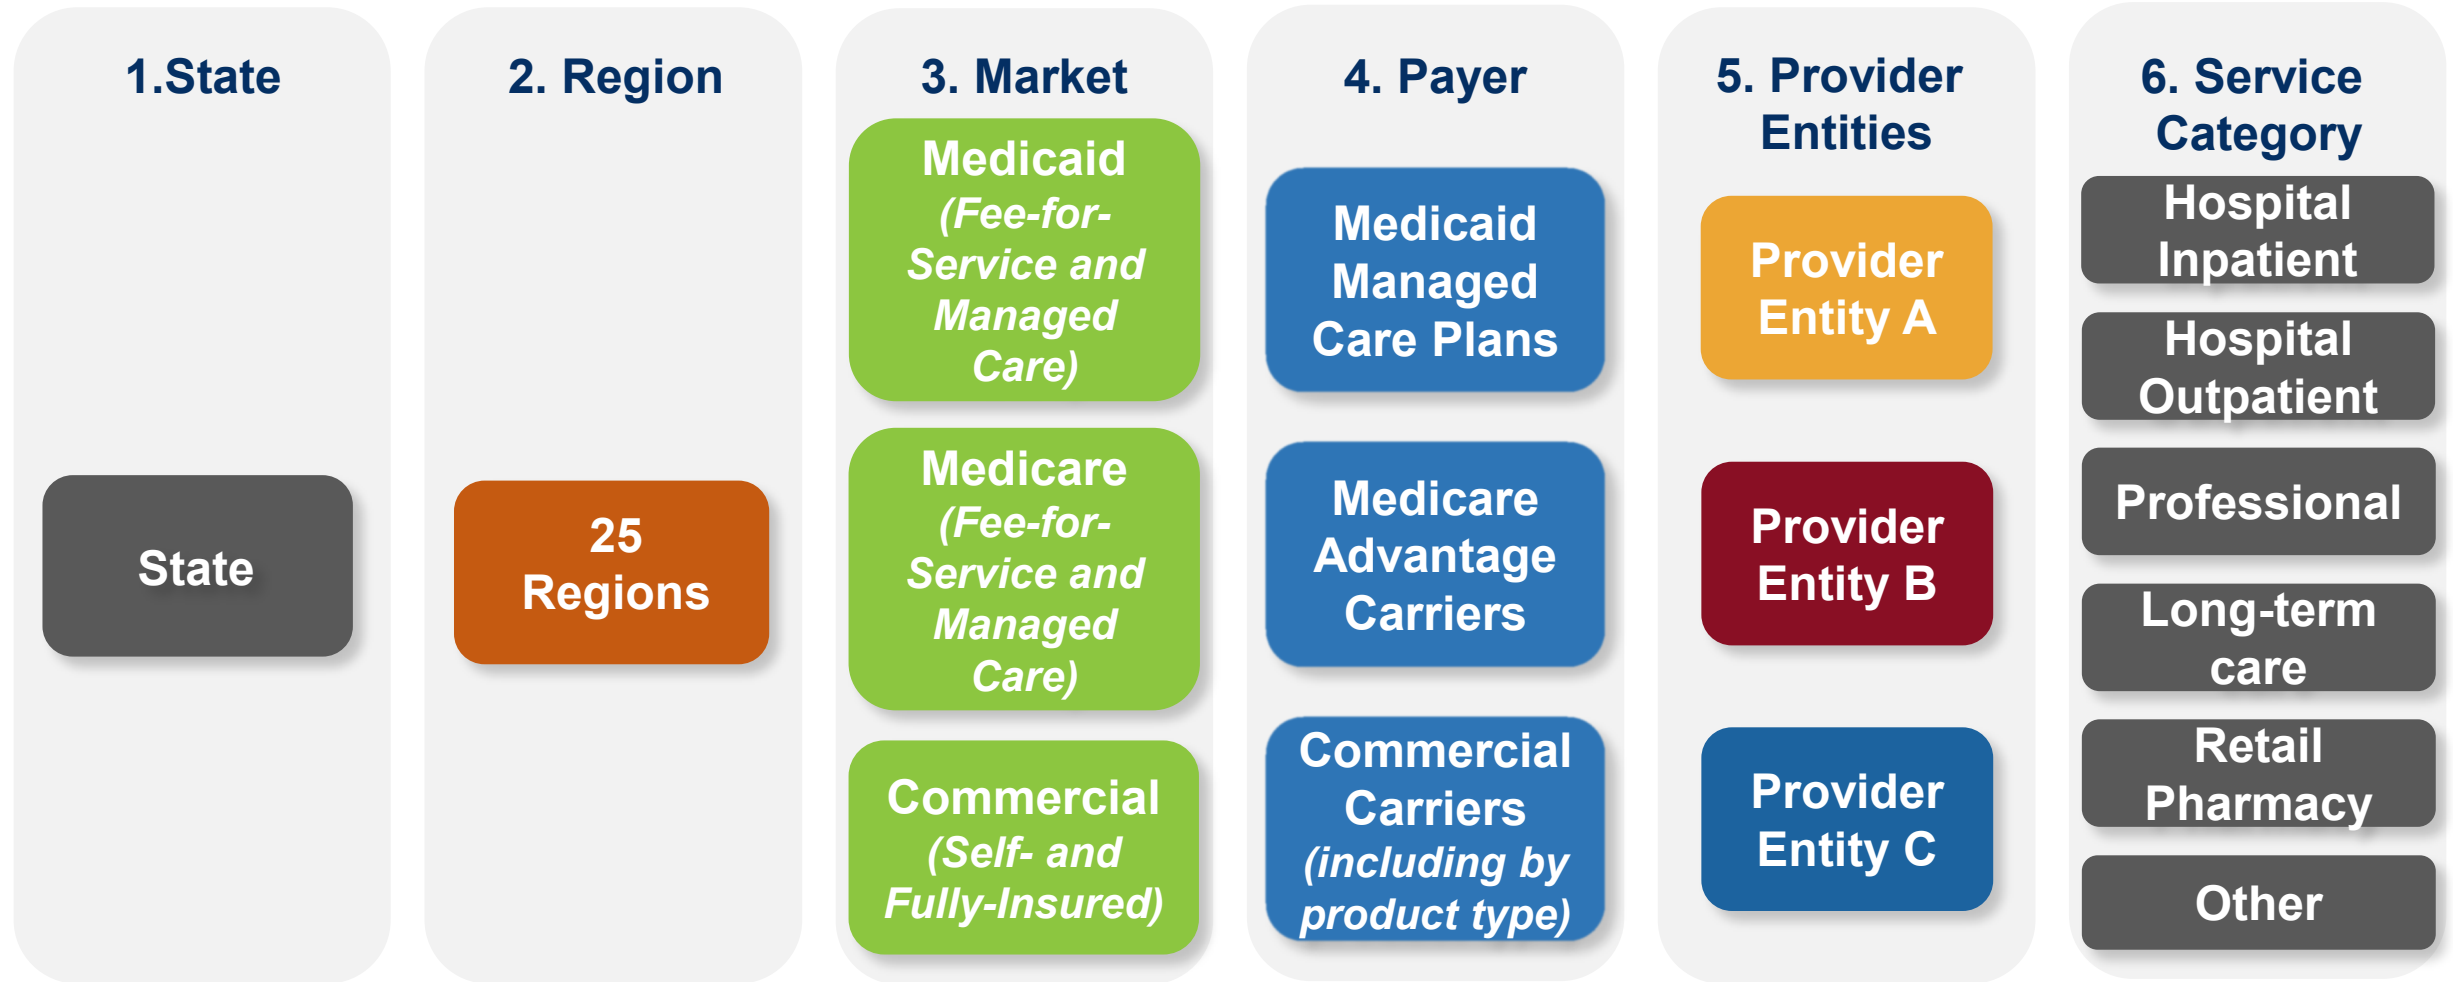 1.State
State
2. Region
25
Regions
3. Market
Medicaid
(Fee-for-
Service and
Managed
Care)
Medicare
(Fee-for-
Service and
Managed
Care)
Commercial
(Self- and
Fully-Insured)
4. Payer
Medicaid
Managed
Care Plans
Medicare
Advantage
Carriers
Commercial
Carriers
(including by
product type)
5. Provider
Entities
Provider
Entity A
Provider
Entity B
Provider
Entity C
6. Service
Category
Hospital
Inpatient
Hospital
Outpatient
Professional
Long-term
care
Retail
Pharmacy
Other